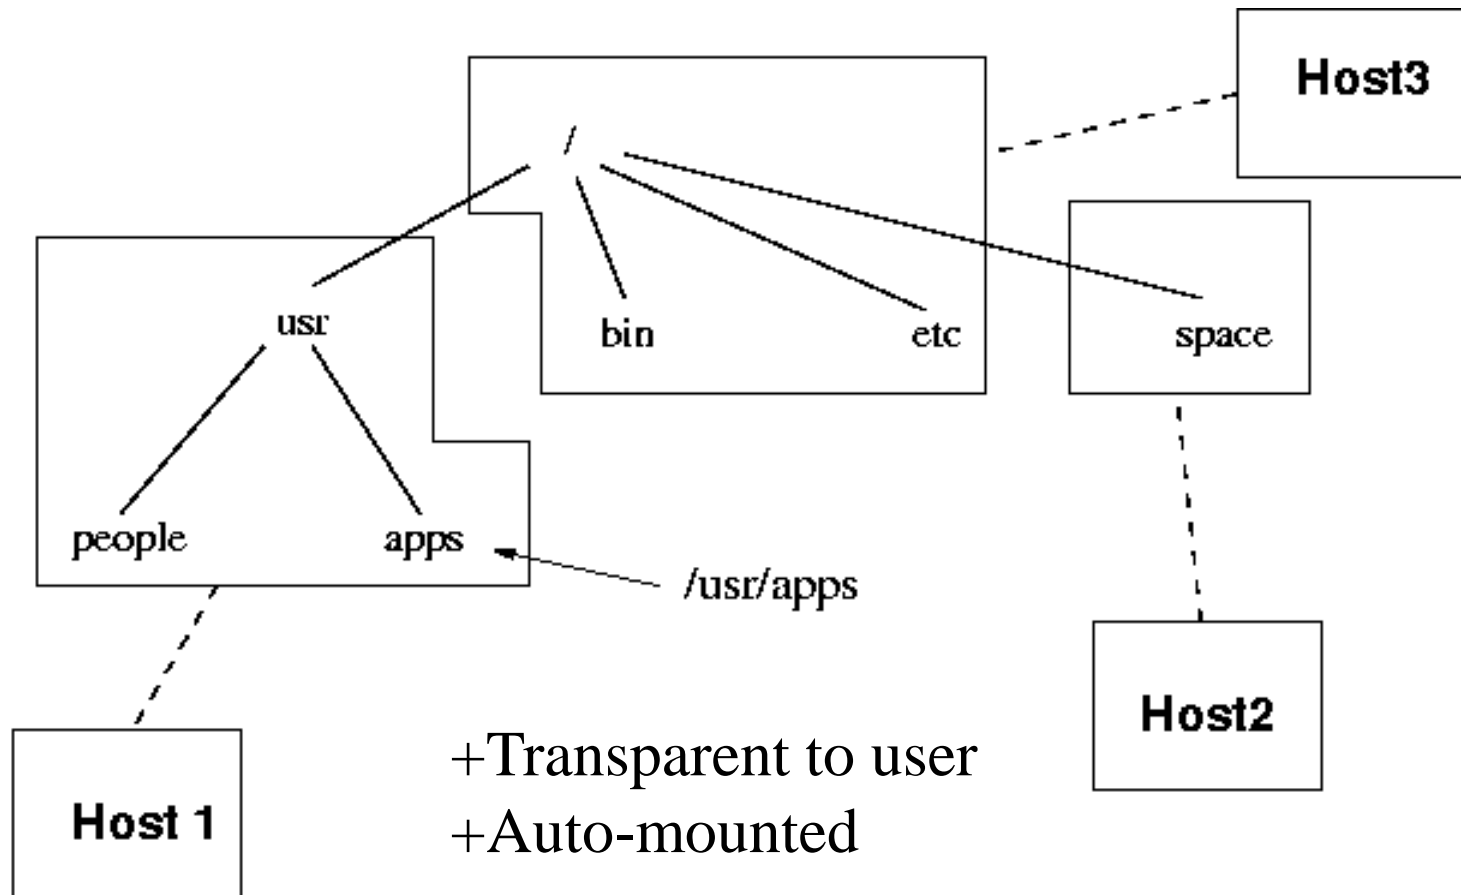 Host3
/
usr
bin
etc
space
people
apps
/usr/apps
Host2
+Transparent to user
Host 1
+Auto-mounted